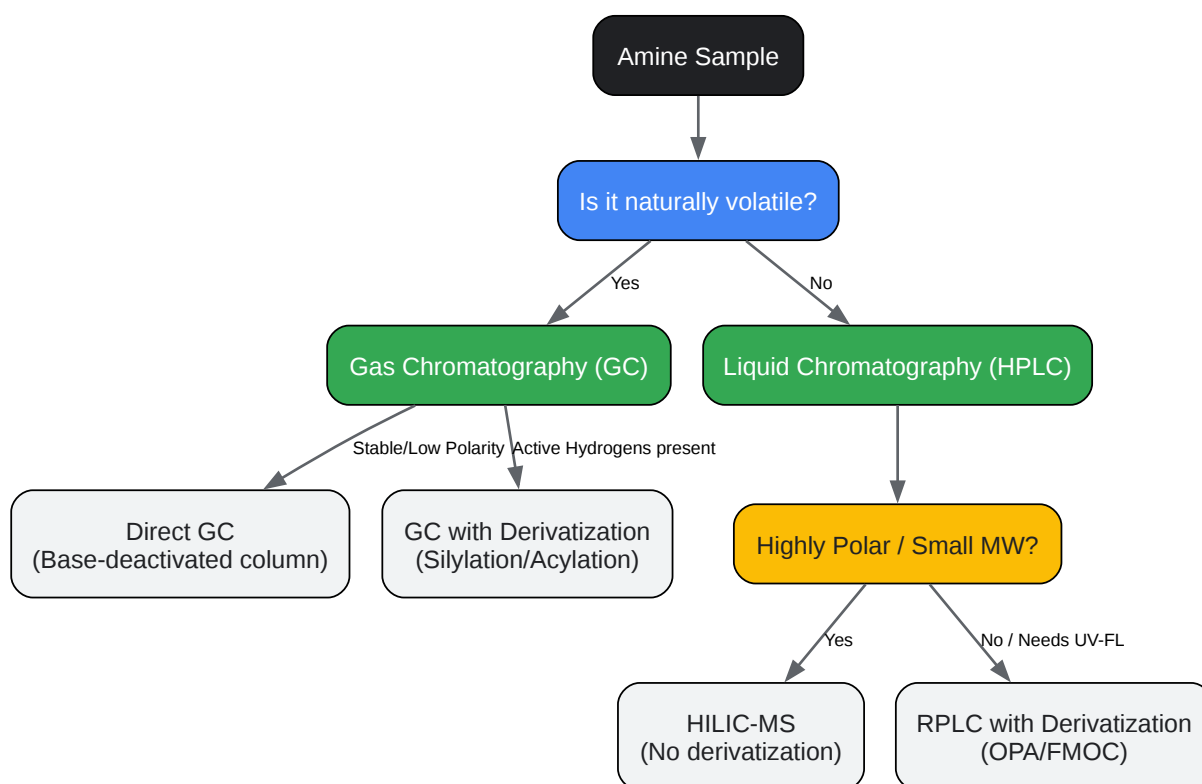 Amine Sample
Is it naturally volatile?
Yes
No
Gas Chromatography (GC)
Liquid Chromatography (HPLC)
Stable/Low Polarity
Active Hydrogens present
Direct GC
(Base-deactivated column)
GC with Derivatization
(Silylation/Acylation)
Highly Polar / Small MW?
Yes
No / Needs UV-FL
HILIC-MS
(No derivatization)
RPLC with Derivatization
(OPA/FMOC)